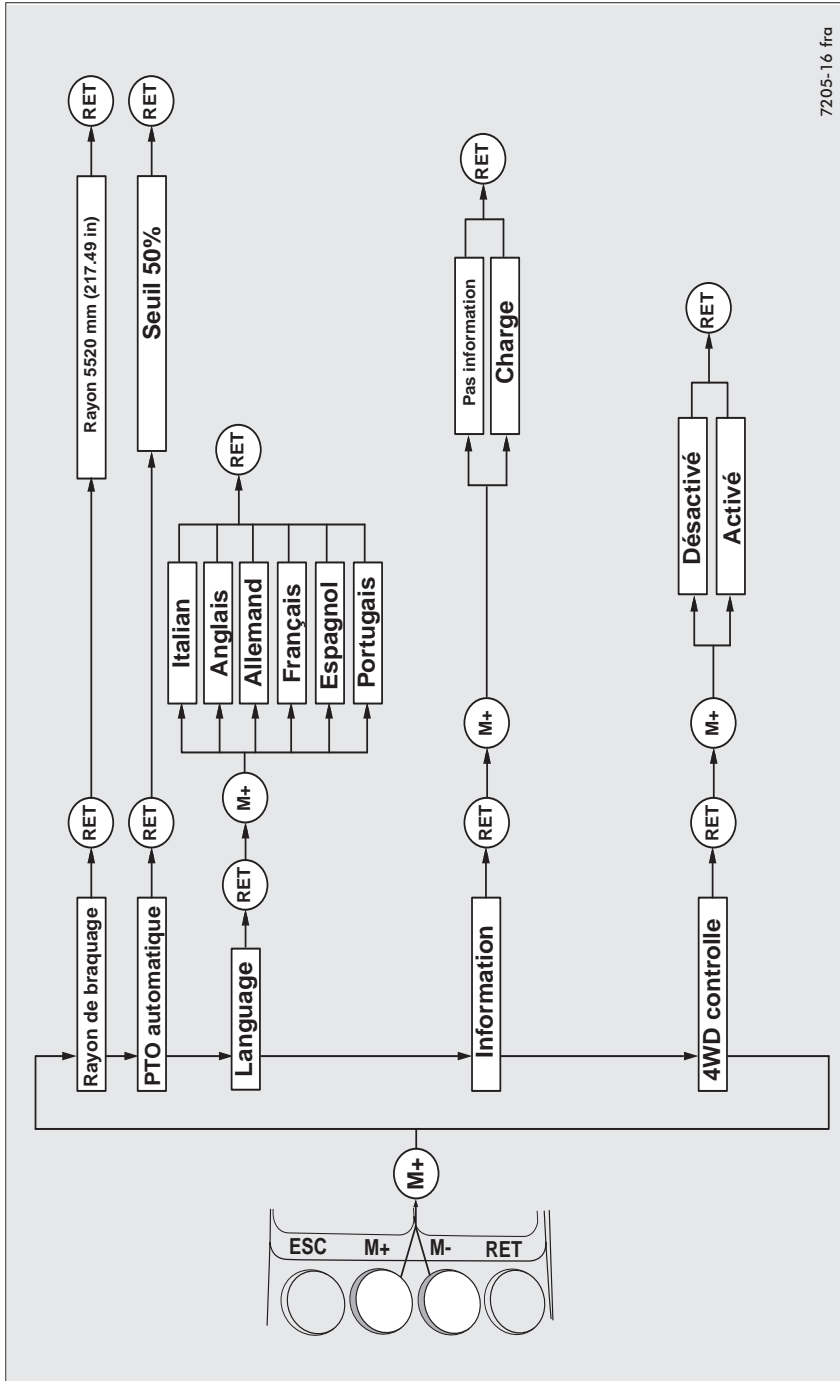 7205-16 fra
ESC
M+
M-
RET
M+
Rayon de braquage
RET
Rayon 5520 mm (217.49 in)
RET
PTO automatique
RET
Seuil 50%
RET
Language
RET
M+
Italian
Anglais
Allemand
Français
Espagnol
Portugais
RET
Information
RET
M+
Pas information
Charge
RET
4WD controlle
RET
M+
Désactivé
Activé
RET